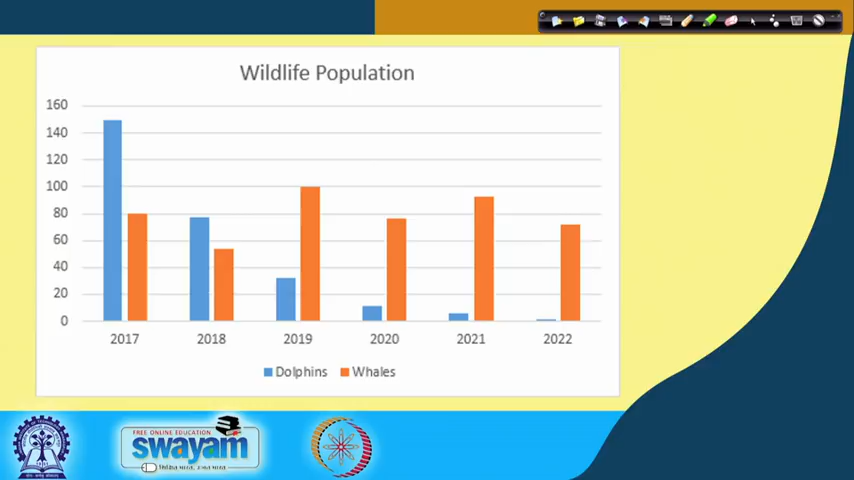 Wildlife Population
160
140
120
100
80
60
40
20
0
2017 2018 2019 2020 2021 2022
Dolphins Whales
FREE ONLINE EDUCATION
swayam